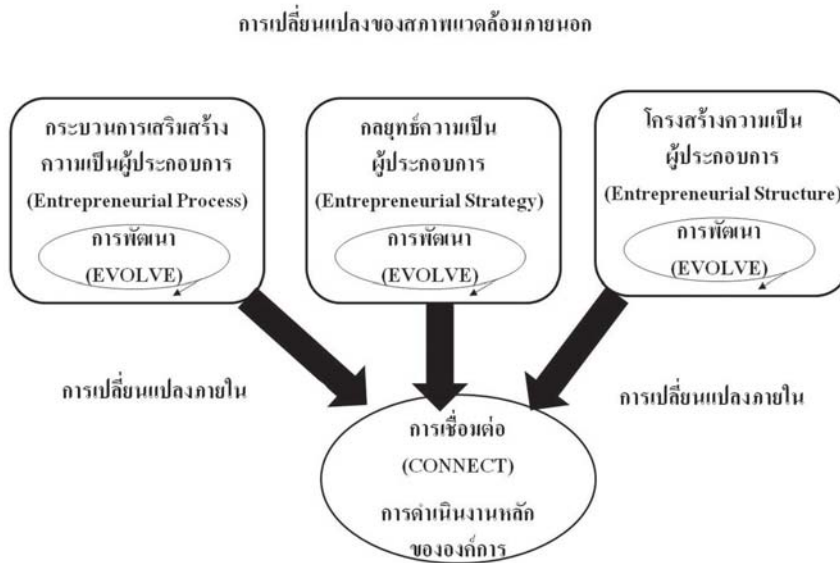 การเปลี่ยนแปลงของสภาพแวดล้อมภายนอก
กระบวนการเสริมสร้าง
ความเป็นผู้ประกอบการ
(Entrepreneurial Process)
การพัฒนา
(EVOLVE)
กลยุทธ์ความเป็น
ผู้ประกอบการ
(Entrepreneurial Strategy)
การพัฒนา
(EVOLVE)
โครงสร้างความเป็น
ผู้ประกอบการ
(Entrepreneurial Structure)
การพัฒนา
(EVOLVE)
การเปลี่ยนแปลงภายใน
การเปลี่ยนแปลงภายใน
การเชื่อมต่อ
(CONNECT)
การดำเนินงานหลัก
ขององค์การ